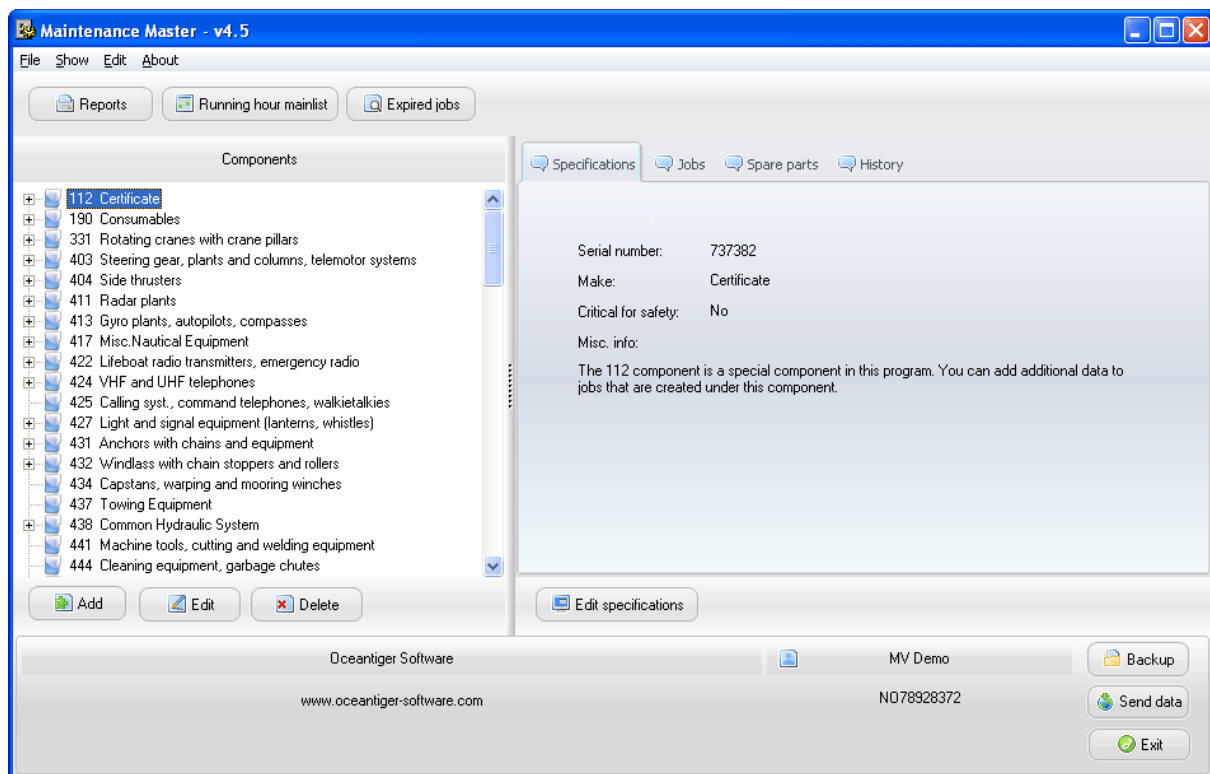 Maintenance Master - v4.5
File Show Edit About
Reports Running hour mainlist Expired jobs
Components
112 Certificate
190 Consumables
331 Rotating cranes with crane pillars
403 Steering gear, plants and columns, telemotor systems
404 Side thrusters
411 Radar plants
413 Gyro plants, autopilots, compasses
417 Misc.Nautical Equipment
422 Lifeboat radio transmitters, emergency radio
424 VHF and UHF telephones
425 Calling syst., command telephones, walkietalkies
427 Light and signal equipment (lanterns, whistles)
431 Anchors with chains and equipment
432 Windlass with chain stoppers and rollers
434 Capstans, warping and mooring winches
437 Towing Equipment
438 Common Hydraulic System
441 Machine tools, cutting and welding equipment
444 Cleaning equipment, garbage chutes
Add Edit Delete
Specifications Jobs Spare parts History
Serial number: 737382
Make: Certificate
Critical for safety: No
Misc. info:
The 112 component is a special component in this program. You can add additional data to
jobs that are created under this component.
Edit specifications
Oceantiger Software MV Demo Backup
www.oceantiger-software.com NO78928372 Send data
Exit